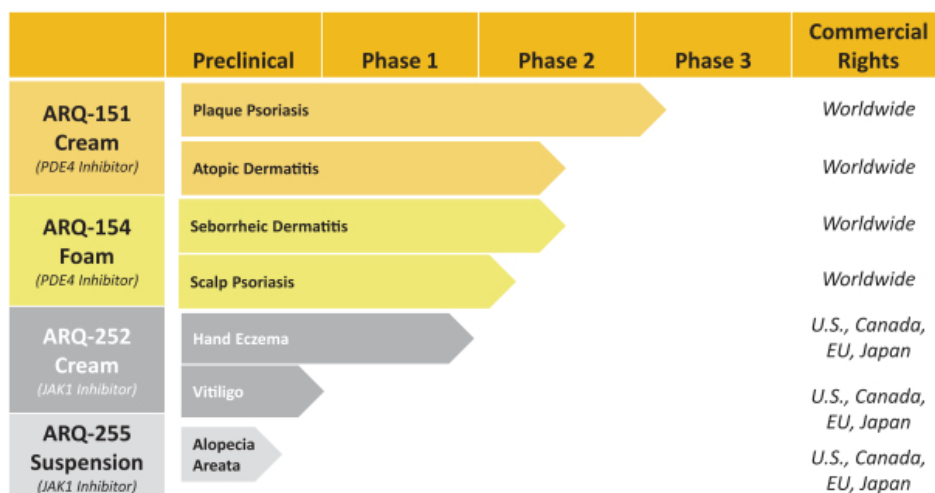 Preclinical Phase 1 Phase 2 Phase 3 Commercial
Rights
ARQ-151
Cream
(PDE4 Inhibitor)
Plaque Psoriasis
Worldwide
Atopic Dermatitis
Worldwide
ARQ-154
Foam
(PDE4 Inhibitor)
Seborrheic Dermatitis
Worldwide
Scalp Psoriasis
Worldwide
ARQ-252
Cream
(JAK1 Inhibitor)
Hand Eczema
U.S., Canada,
EU, Japan
Vitiligo
U.S., Canada,
EU, Japan
ARQ-255
Suspension
(JAK1 Inhibitor)
Alopecia
Areata
U.S., Canada,
EU, Japan